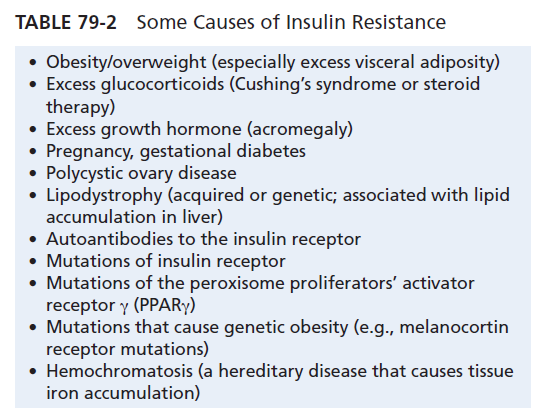 TABLE 79-2 Some Causes of Insulin Resistance
• Obesity/overweight (especially excess visceral adiposity)
• Excess glucocorticoids (Cushing’s syndrome or steroid
therapy)
• Excess growth hormone (acromegaly)
• Pregnancy, gestational diabetes
• Polycystic ovary disease
• Lipodystrophy (acquired or genetic; associated with lipid
accumulation in liver)
• Autoantibodies to the insulin receptor
• Mutations of insulin receptor
• Mutations of the peroxisome proliferators’ activator
receptor γ (PPARγ)
• Mutations that cause genetic obesity (e.g., melanocortin
receptor mutations)
• Hemochromatosis (a hereditary disease that causes tissue
iron accumulation)